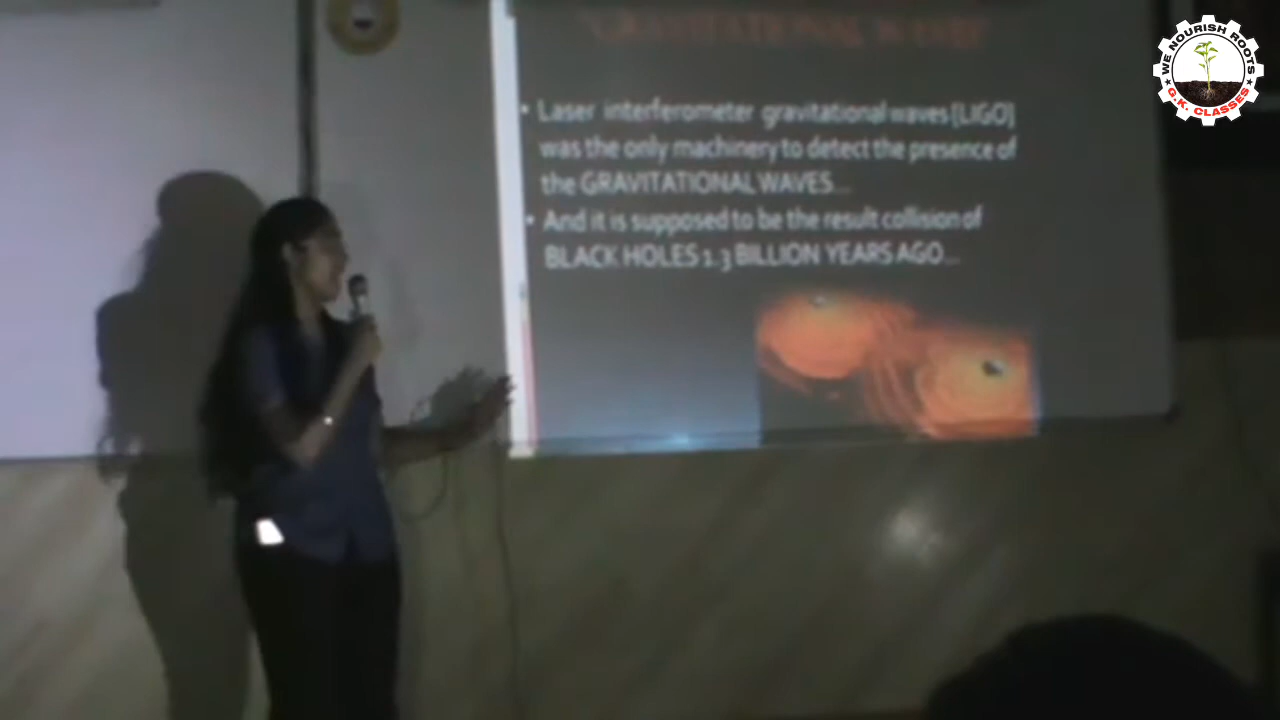 "GRAVITATIONAL WAVES"
• Laser interferometer gravitational waves (LIGO)
was the only machinery to detect the presence of
the GRAVITATIONAL WAVES...
• And it is supposed to be the result collision of
BLACK HOLES 1.3 BILLION YEARS AGO...
WE NOURISH ROOTS
G.K. CLASSES